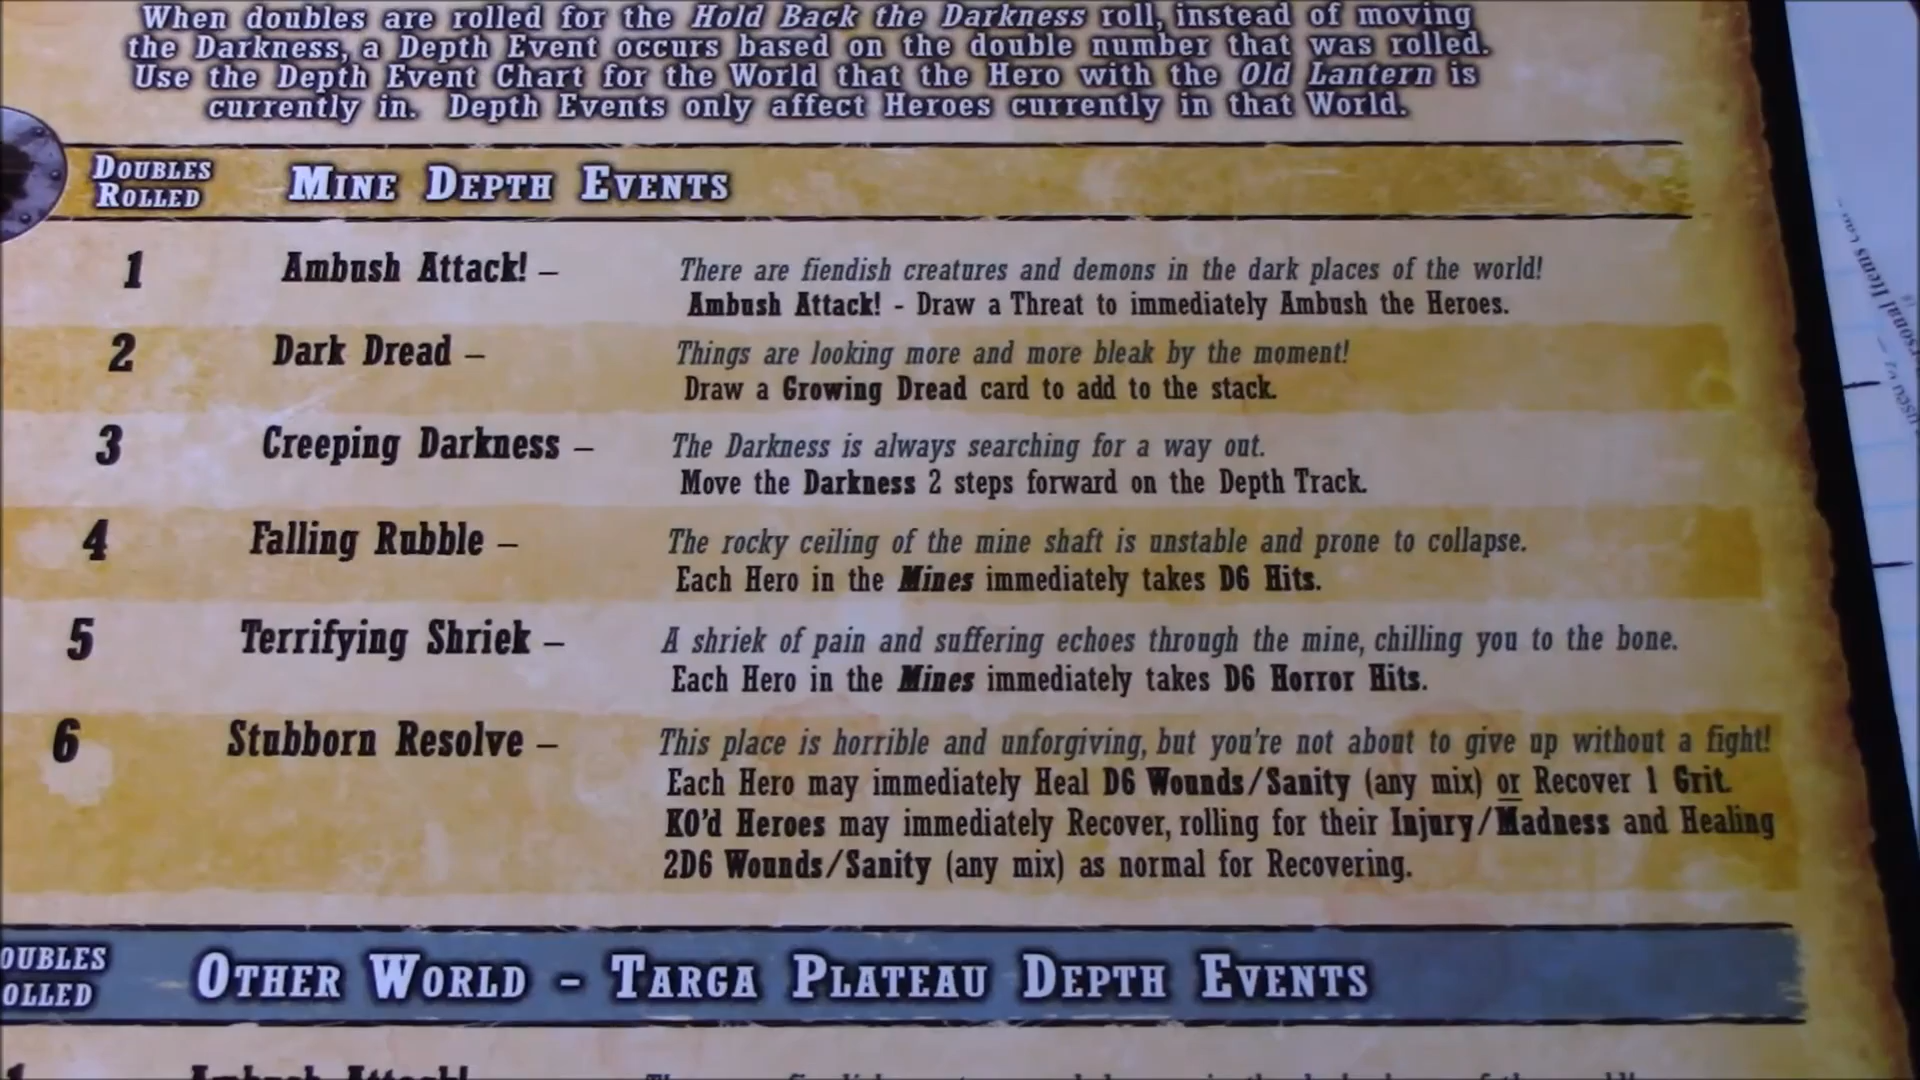 When doubles are rolled for the Hold Back the Darkness roll, instead of moving
the Darkness, a Depth Event occurs based on the double number that was rolled.
Use the Depth Event Chart for the World that the Hero with the Old Lantern is
currently in. Depth Events only affect Heroes currently in that World.
DOUBLES
ROLLED
MINE DEPTH EVENTS
1 Ambush Attack! – There are fiendish creatures and demons in the dark places of the world!
Ambush Attack! - Draw a Threat to immediately Ambush the Heroes.
2 Dark Dread – Things are looking more and more bleak by the moment!
Draw a Growing Dread card to add to the stack.
3 Creeping Darkness – The Darkness is always searching for a way out.
Move the Darkness 2 steps forward on the Depth Track.
4 Falling Rubble – The rocky ceiling of the mine shaft is unstable and prone to collapse.
Each Hero in the Mines immediately takes D6 Hits.
5 Terrifying Shriek – A shriek of pain and suffering echoes through the mine, chilling you to the bone.
Each Hero in the Mines immediately takes D6 Horror Hits.
6 Stubborn Resolve – This place is horrible and unforgiving, but you're not about to give up without a fight!
Each Hero may immediately Heal D6 Wounds/Sanity (any mix) or Recover 1 Grit.
KO'd Heroes may immediately Recover, rolling for their Injury/Madness and Healing
2D6 Wounds/Sanity (any mix) as normal for Recovering.
OUBLES
OLLED
OTHER WORLD - TARGA PLATEAU DEPTH EVENTS
1 Ambush Attack!
sonal Items